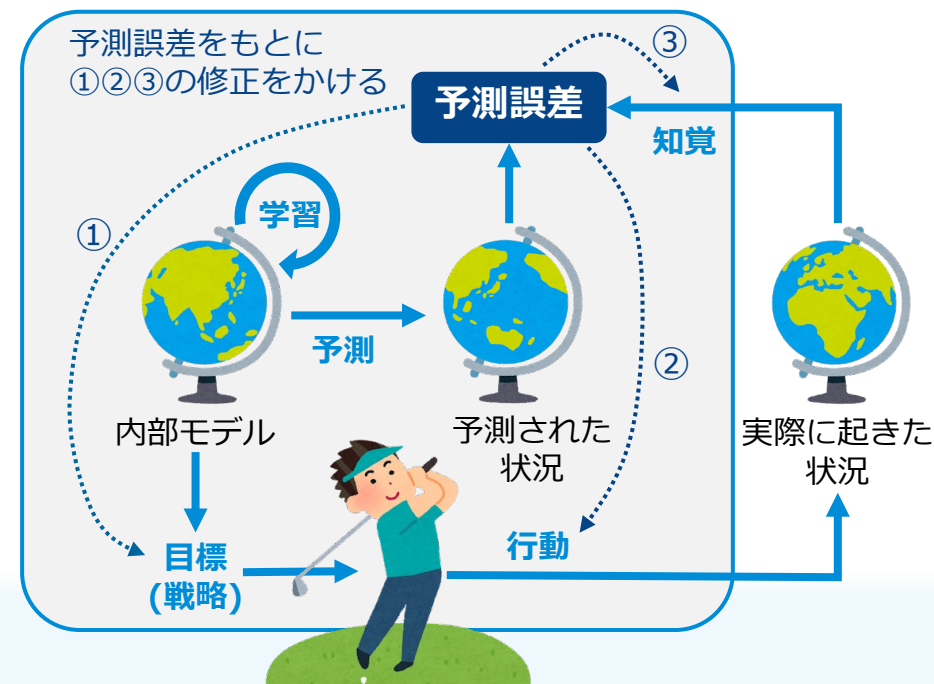 予測誤差をもとに
①②③の修正をかける
③
予測誤差
知覚
学習
①
予測
②
内部モデル
予測された
状況
実際に起きた
状況
目標
(戦略)
行動